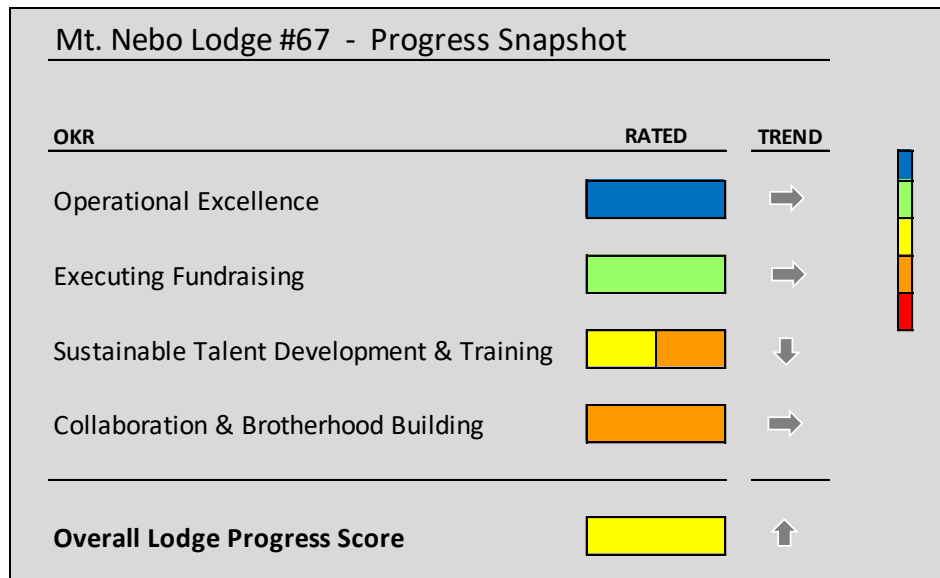 Mt. Nebo Lodge #67 - Progress Snapshot
OKR RATED TREND
Operational Excellence
Executing Fundraising
Sustainable Talent Development & Training
Collaboration & Brotherhood Building
Overall Lodge Progress Score